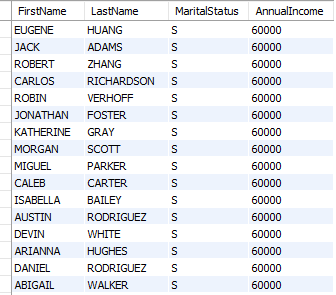 FirstName LastName MaritalStatus AnnualIncome
EUGENE HUANG S 60000
JACK ADAMS S 60000
ROBERT ZHANG S 60000
CARLOS RICHARDSON S 60000
ROBIN VERHOFF S 60000
JONATHAN FOSTER S 60000
KATHERINE GRAY S 60000
MORGAN SCOTT S 60000
MIGUEL PARKER S 60000
CALEB CARTER S 60000
ISABELLA BAILEY S 60000
AUSTIN RODRIGUEZ S 60000
DEVIN WHITE S 60000
ARIANNA HUGHES S 60000
DANIEL RODRIGUEZ S 60000
ABIGAIL WALKER S 60000